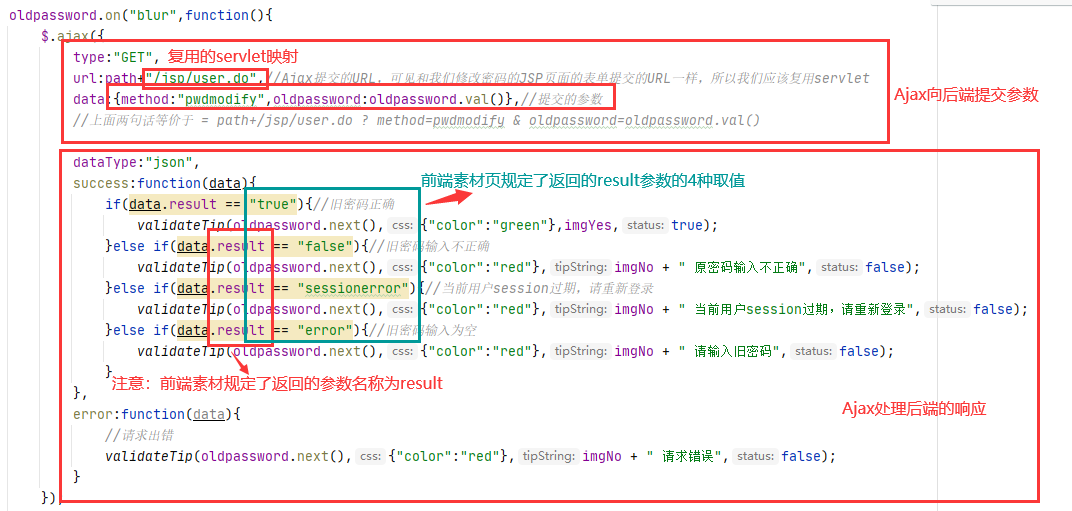 oldpassword.on("blur",function(){
$.ajax({
type:"GET", 复用的servlet映射
url:path+"/jsp/user.do",//Ajax提交的URL，可见和我们修改密码的JSP页面的表单提交的URL一样，所以我们应该复用servlet
data:{method:"pwdmodify",oldpassword:oldpassword.val()},//提交的参数
Ajax向后端提交参数
//上面两句话等价于 = path+/jsp/user.do ? method=pwdmodify & oldpassword=oldpassword.val()
dataType:"json",
success:function(data){
前端素材页规定了返回的result参数的4种取值
if(data.result == "true"){//旧密码正确
validateTip(oldpassword.next(), css: {"color":"green"},imgYes, status: true);
}else if(data.result == "false"){//旧密码输入不正确
validateTip(oldpassword.next(), css: {"color":"red"}, tipString: imgNo + " 原密码输入不正确", status: false);
}else if(data.result == "sessionerror"){//当前用户session过期，请重新登录
validateTip(oldpassword.next(), css: {"color":"red"}, tipString: imgNo + " 当前用户session过期，请重新登录", status: false);
}else if(data.result == "error"){//旧密码输入为空
validateTip(oldpassword.next(), css: {"color":"red"}, tipString: imgNo + " 请输入旧密码", status: false);
}
注意：前端素材规定了返回的参数名称为result
},
Ajax处理后端的响应
error:function(data){
//请求出错
validateTip(oldpassword.next(), css: {"color":"red"}, tipString: imgNo + " 请求错误", status: false);
}
});